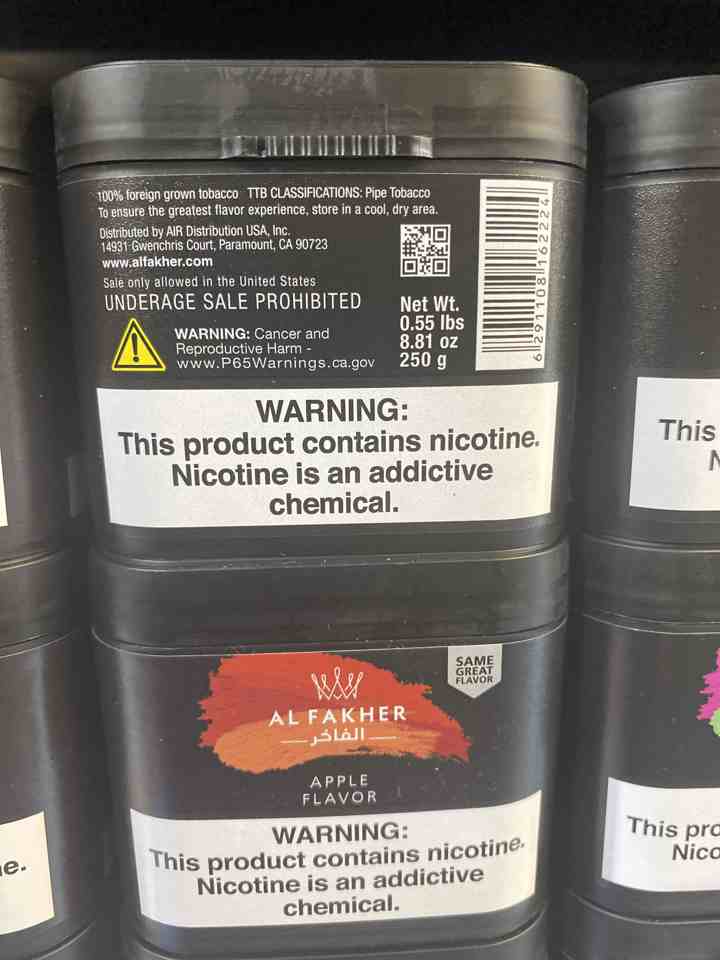 100% foreign grown tobacco TTB CLASSIFICATIONS: Pipe Tobacco
To ensure the greatest flavor experience, store in a cool, dry area.
Distributed by AIR Distribution USA, Inc.
14931 Gwenchris Court, Paramount, CA 90723
www.alfakher.com
Sale only allowed in the United States
UNDERAGE SALE PROHIBITED
WARNING: Cancer and
Reproductive Harm -
www.P65Warnings.ca.gov
Net Wt.
0.55 lbs
8.81 oz
250 g
6291108162224
WARNING:
This product contains nicotine.
Nicotine is an addictive
chemical.
This
N
SAME
GREAT
FLAVOR
AL FAKHER
الفاخر
APPLE
FLAVOR
WARNING:
This product contains nicotine.
Nicotine is an addictive
chemical.
e.
This pro
Nico